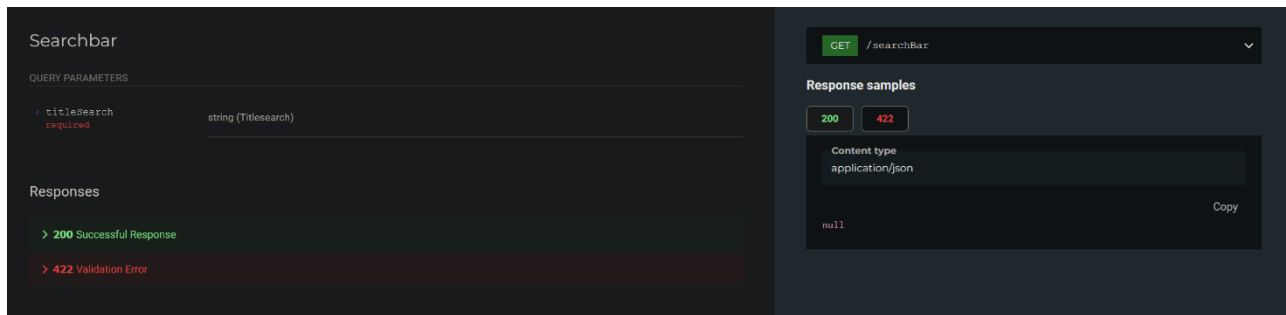 Searchbar
QUERY PARAMETERS
→ titleSearch
required
string (Titlesearch)
Responses
> 200 Successful Response
> 422 Validation Error
GET /searchBar
Response samples
200 422
Content type
application/json
Copy
null